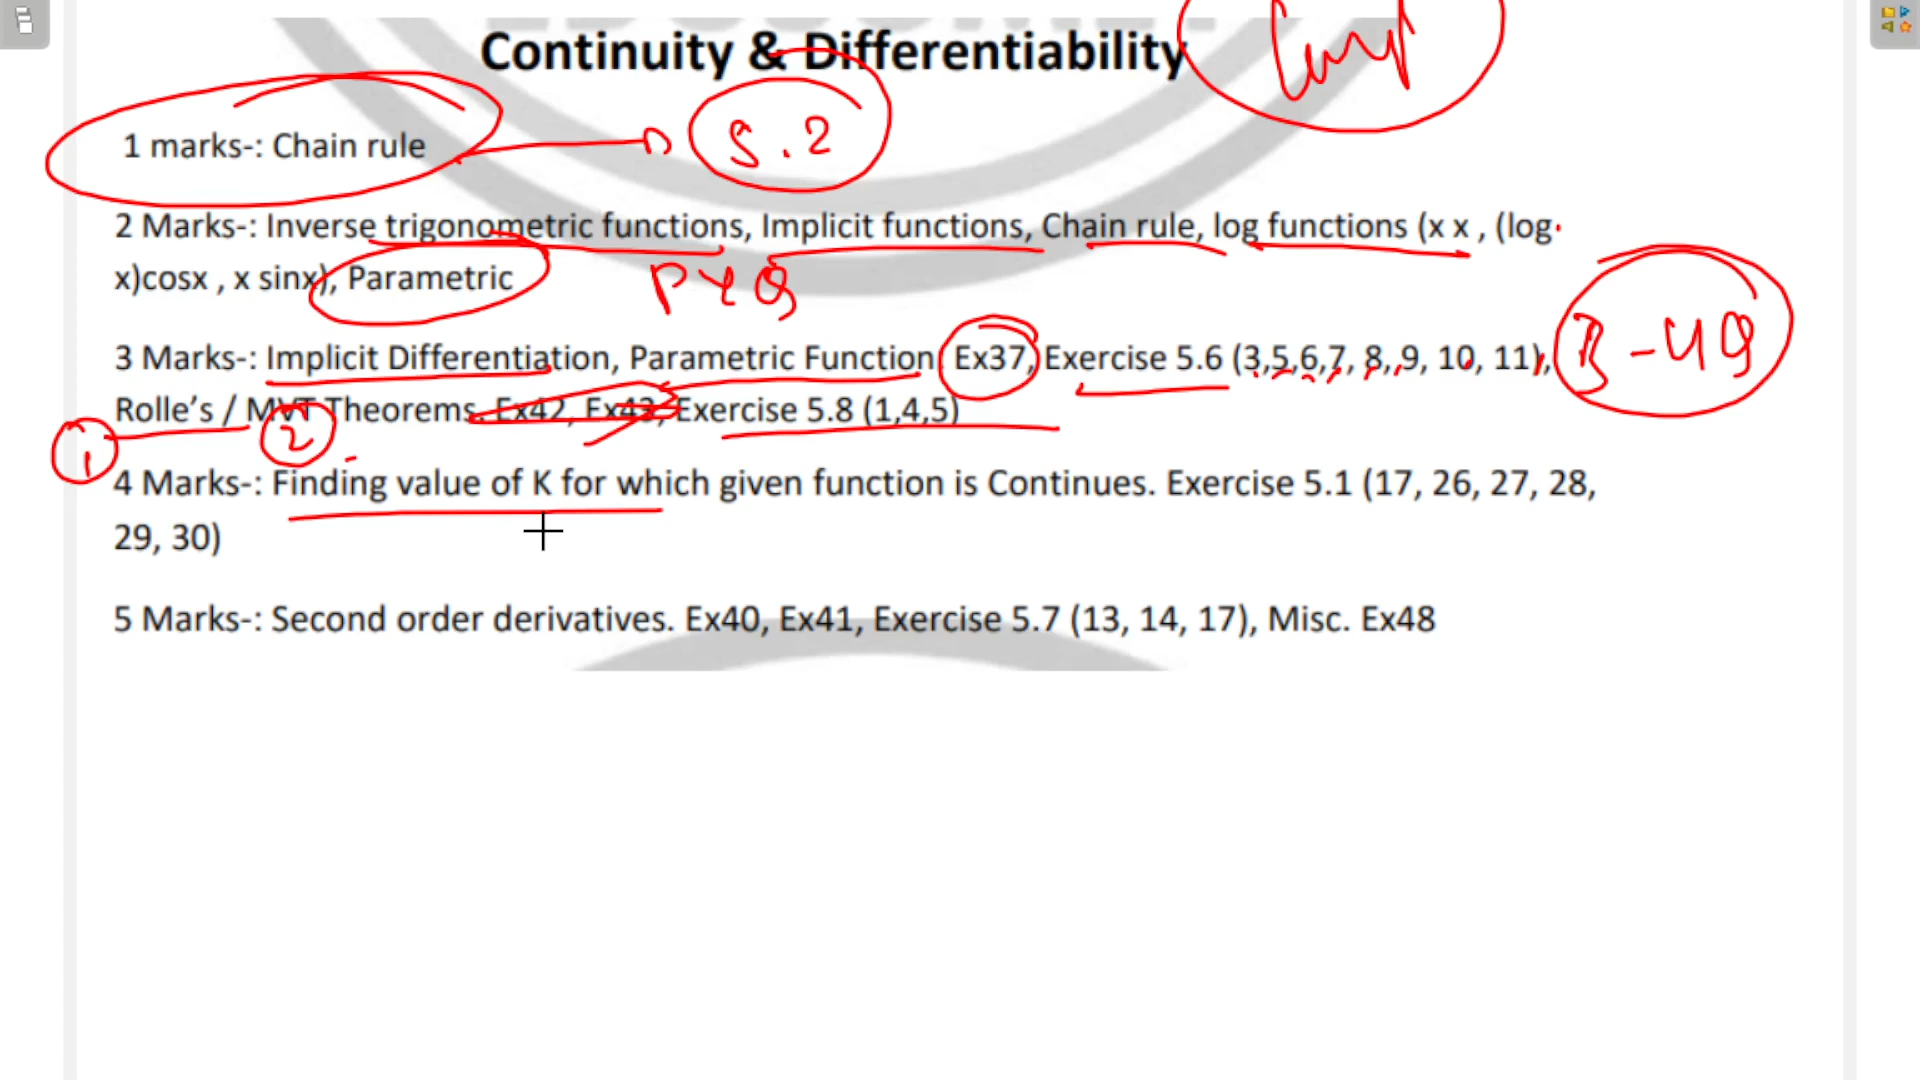 Continuity & Differentiability
Imp
1 marks-: Chain rule
5.2
2 Marks-: Inverse trigonometric functions, Implicit functions, Chain rule, log functions (x x , (log
x)cosx , x sinx), Parametric
PYQ
3 Marks-: Implicit Differentiation, Parametric Function, Ex37, Exercise 5.6 (3,5,6,7, 8,,9, 10, 11),
Rolle’s / MVT Theorems. Ex42, Ex43, Exercise 5.8 (1,4,5)
1
2
4 Marks-: Finding value of K for which given function is Continues. Exercise 5.1 (17, 26, 27, 28,
29, 30)
5 Marks-: Second order derivatives. Ex40, Ex41, Exercise 5.7 (13, 14, 17), Misc. Ex48